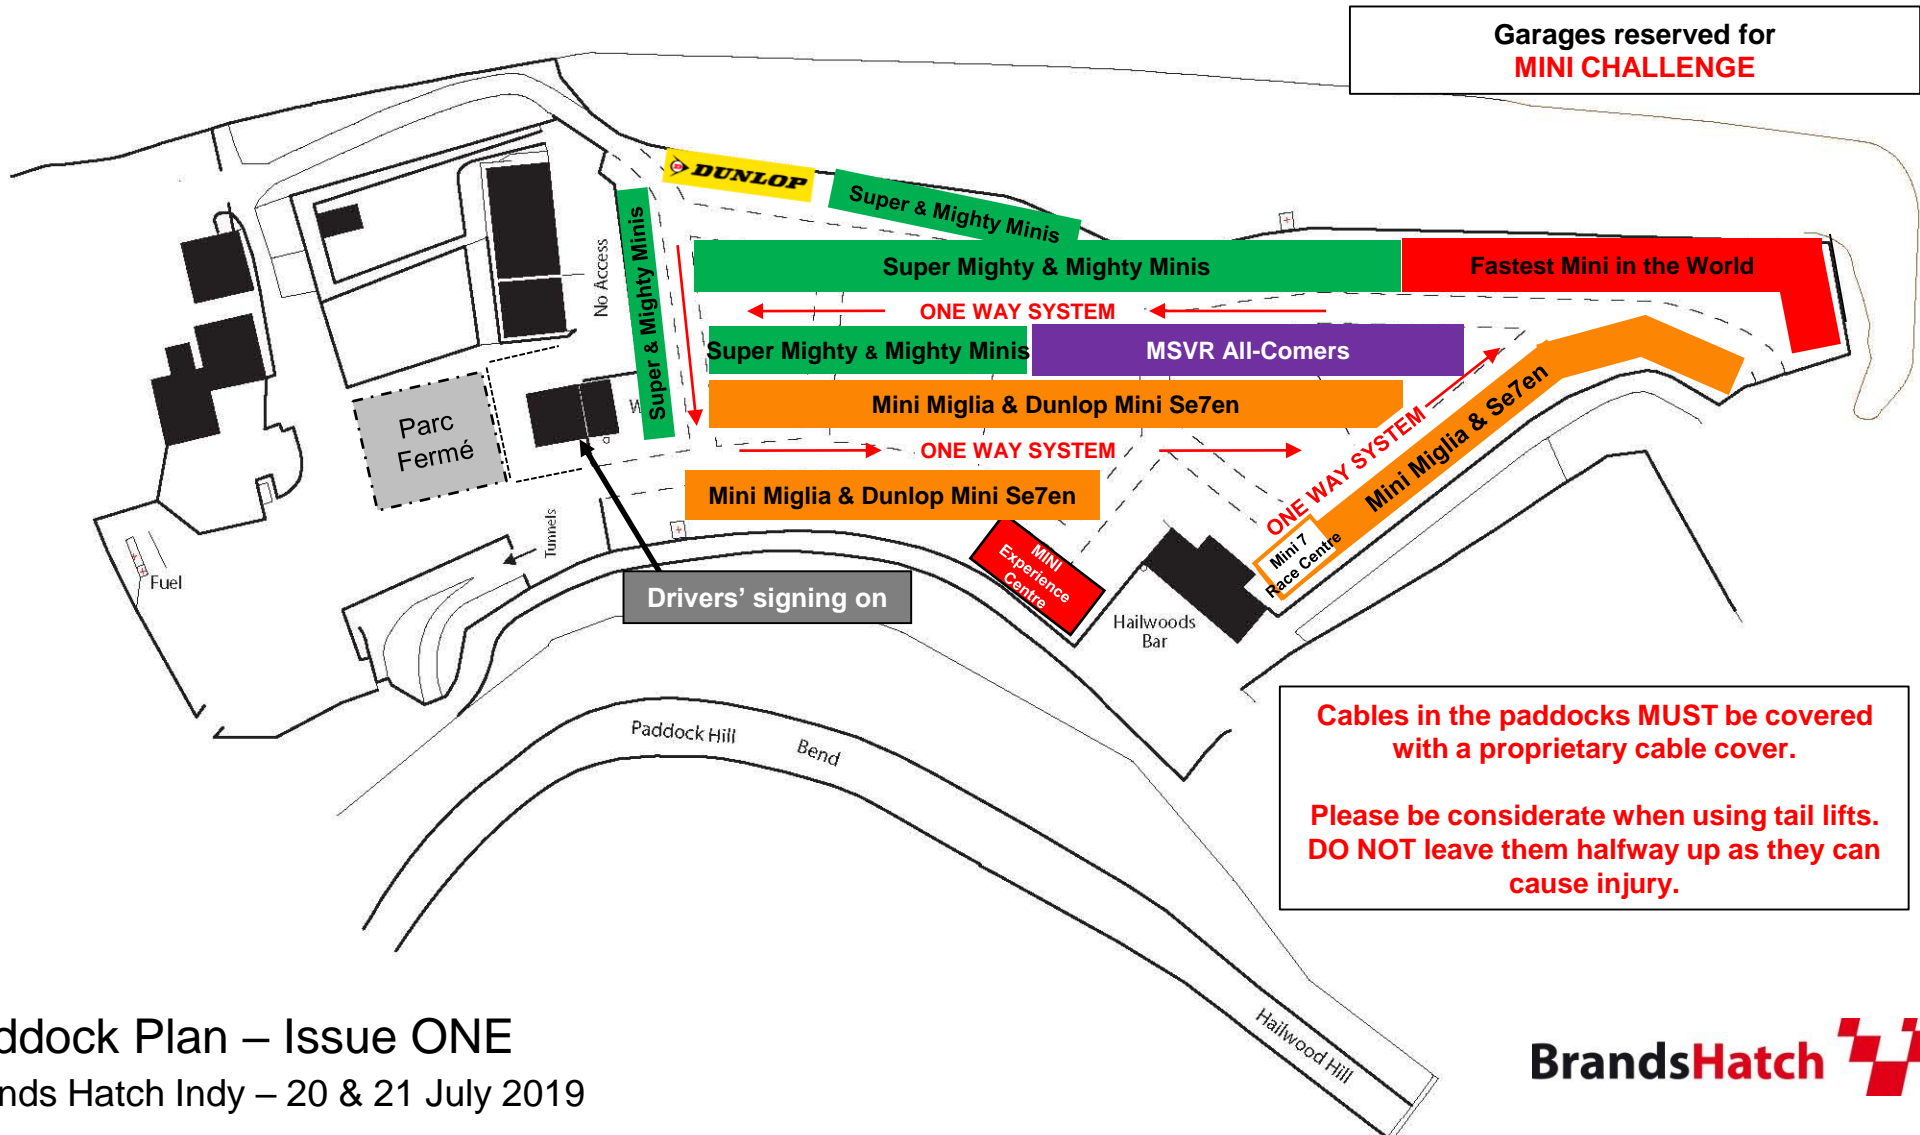 Garages reserved for
MINI CHALLENGE
DUNLOP
Super & Mighty Minis
Super & Mighty Minis
No Access
Super Mighty & Mighty Minis
Fastest Mini in the World
ONE WAY SYSTEM
Super Mighty & Mighty Minis
MSVR All-Comers
Mini Miglia & Dunlop Mini Se7en
Parc
Fermé
W
ONE WAY SYSTEM
ONE WAY SYSTEM
Mini Miglia & Se7en
Mini Miglia & Dunlop Mini Se7en
Tunnels
Fuel
Mini 7
Race Centre
MINI
Experience
Centre
Drivers’ signing on
Hailwoods
Bar
Paddock Hill
Bend
Cables in the paddocks MUST be covered
with a proprietary cable cover.
Please be considerate when using tail lifts.
DO NOT leave them halfway up as they can
cause injury.
Hailwood Hill
ddock Plan – Issue ONE
nds Hatch Indy – 20 & 21 July 2019
BrandsHatch